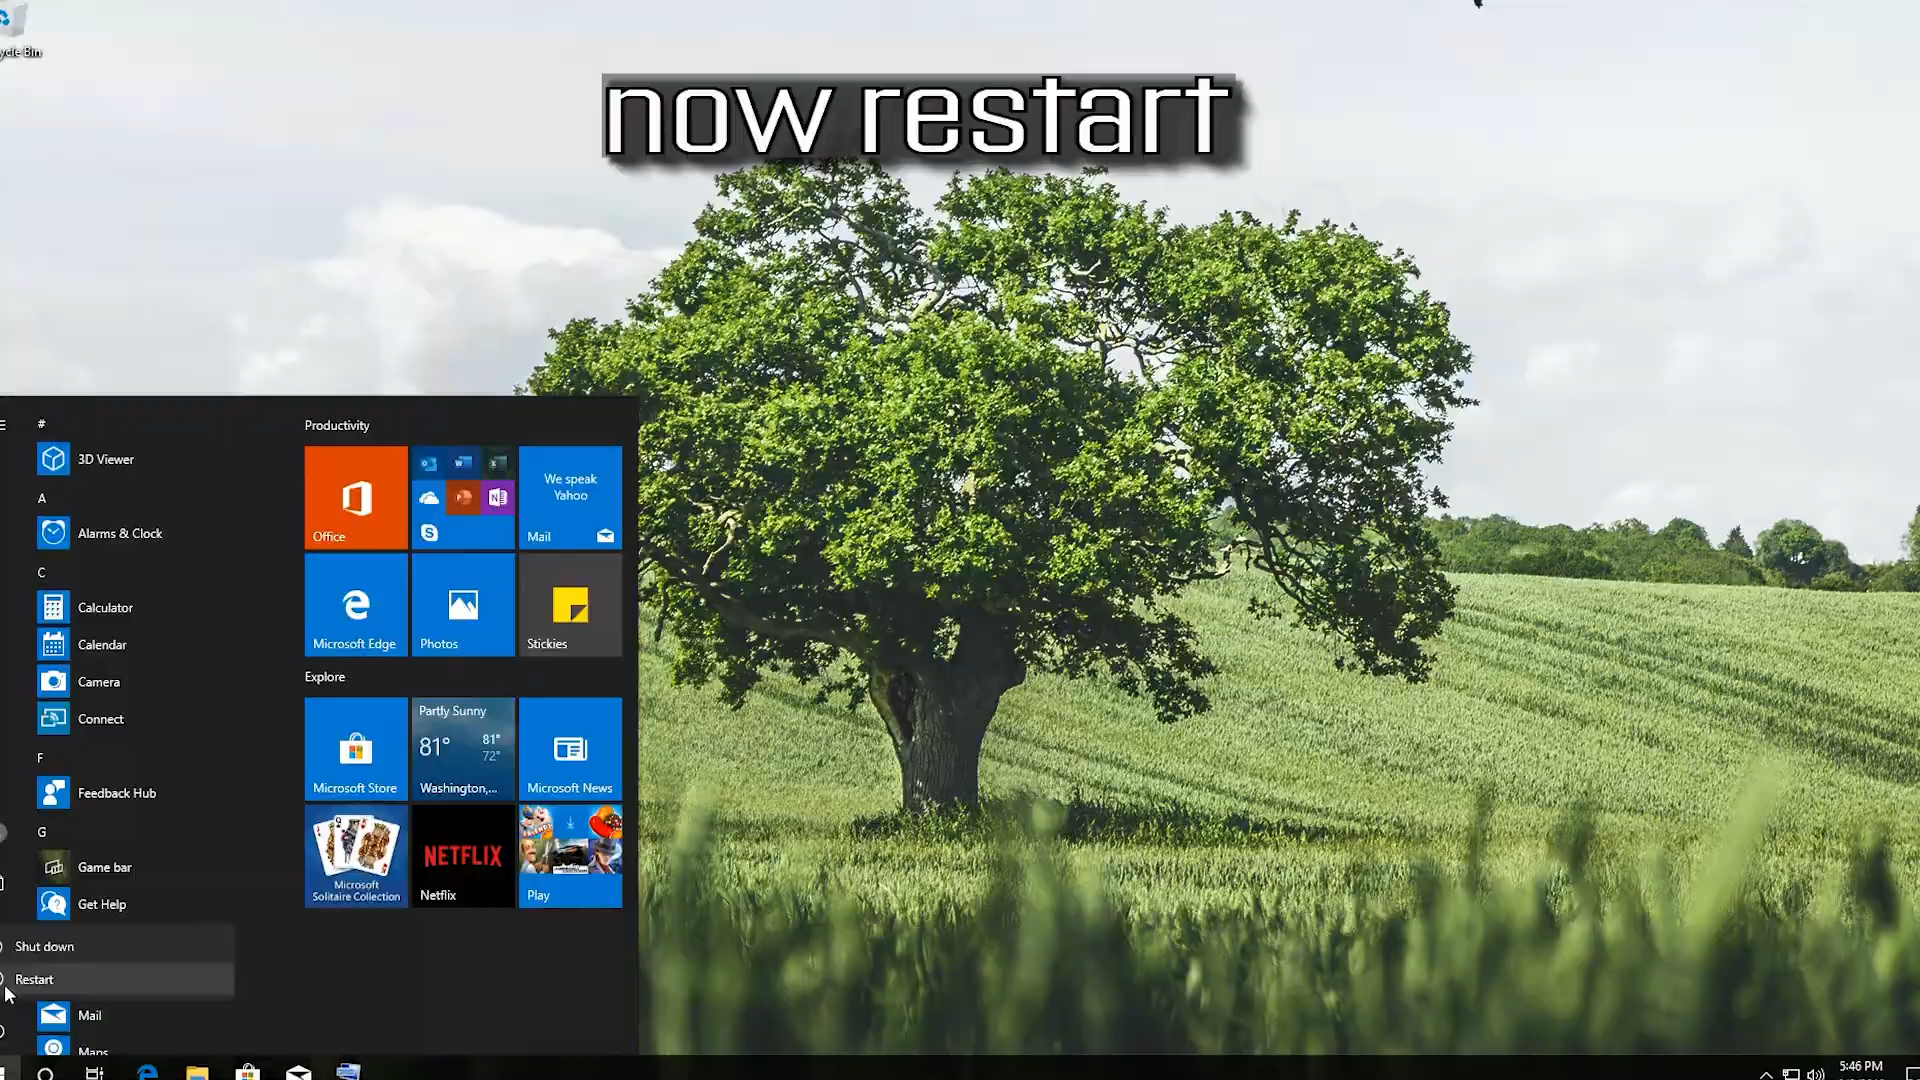 ycle Bin
now restart
#
3D Viewer
A
Alarms & Clock
C
Calculator
Calendar
Camera
Connect
F
Feedback Hub
G
Game bar
Get Help
Shut down
Restart
Mail
Maps
Productivity
Office
We speak
Yahoo
Mail
Microsoft Edge
Photos
Stickies
Explore
Microsoft Store
Partly Sunny
81° 81°
72°
Washington,...
Microsoft News
Microsoft
Solitaire Collection
NETFLIX
Netflix
Play
5:46 PM